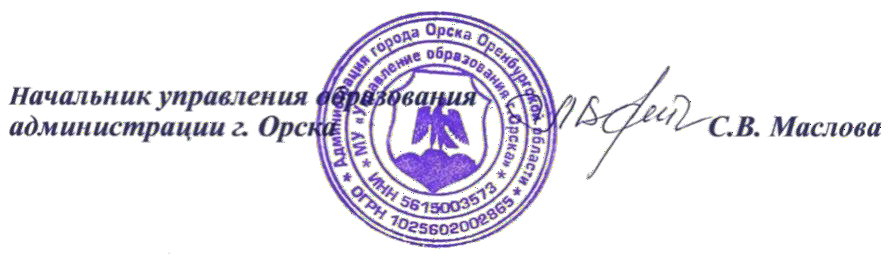 Начальник управления образования
администрации г. Орска
С.В. Маслова
* Администрация города Орска Оренбургской области *
* МУ «Управление образования г. Орска» *
ИНН 5615003573
ОГРН 1025602002865